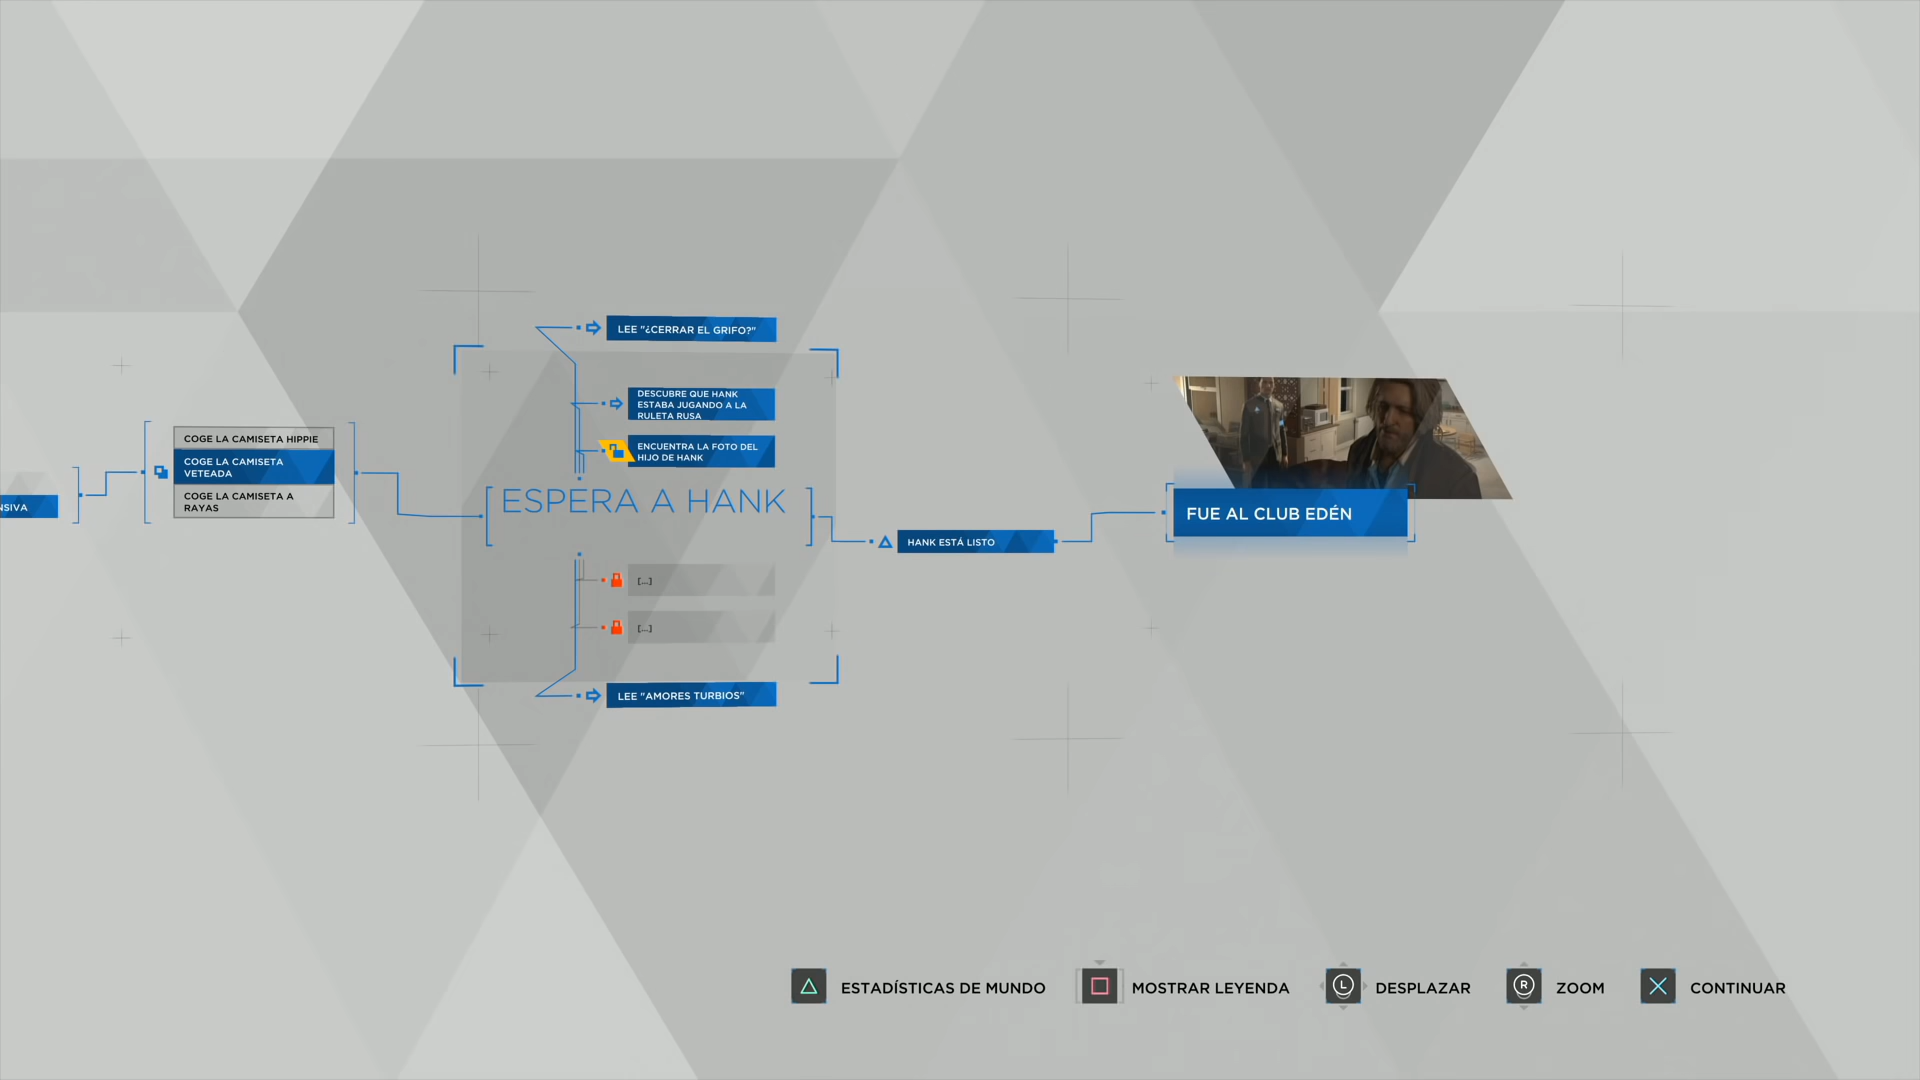 NSIVA
COGE LA CAMISETA HIPPIE
COGE LA CAMISETA
VETEADA
COGE LA CAMISETA A
RAYAS
LEE "¿CERRAR EL GRIFO?"
DESCUBRE QUE HANK
ESTABA JUGANDO A LA
RULETA RUSA
ENCUENTRA LA FOTO DEL
HIJO DE HANK
ESPERA A HANK
[...]
[...]
LEE "AMORES TURBIOS"
HANK ESTÁ LISTO
FUE AL CLUB EDÉN
ESTADÍSTICAS DE MUNDO
MOSTRAR LEYENDA
L
DESPLAZAR
R
ZOOM
CONTINUAR